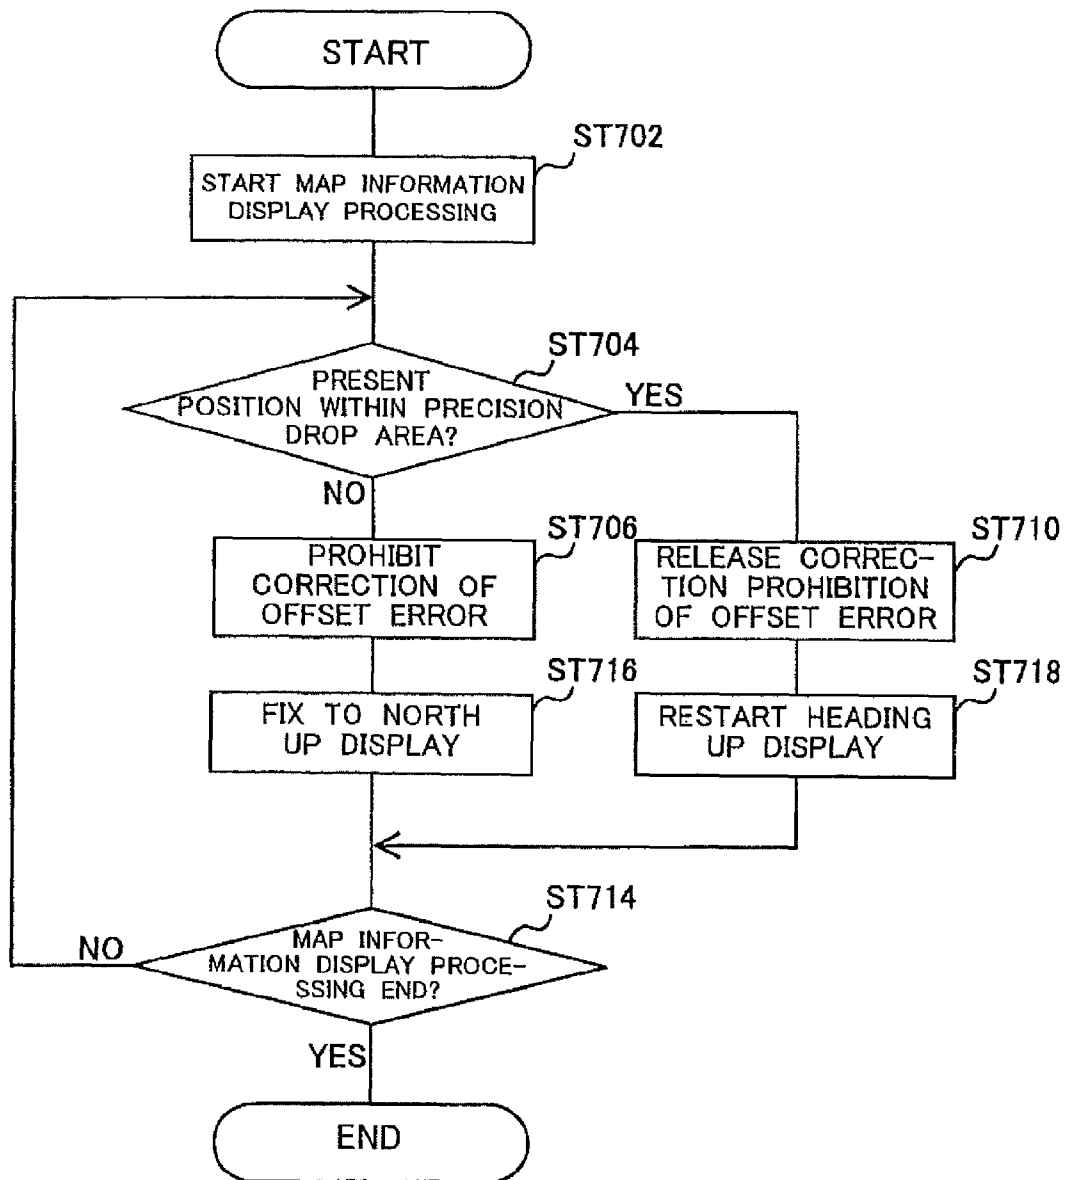 START
ST702
START MAP INFORMATION
DISPLAY PROCESSING
ST704
PRESENT
POSITION WITHIN PRECISION
DROP AREA?
YES
NO
ST706
PROHIBIT
CORRECTION OF
OFFSET ERROR
ST710
RELEASE CORREC-
TION PROHIBITION
OF OFFSET ERROR
ST716
FIX TO NORTH
UP DISPLAY
ST718
RESTART HEADING
UP DISPLAY
ST714
MAP INFOR-
MATION DISPLAY PROCE-
SSING END?
NO
YES
END